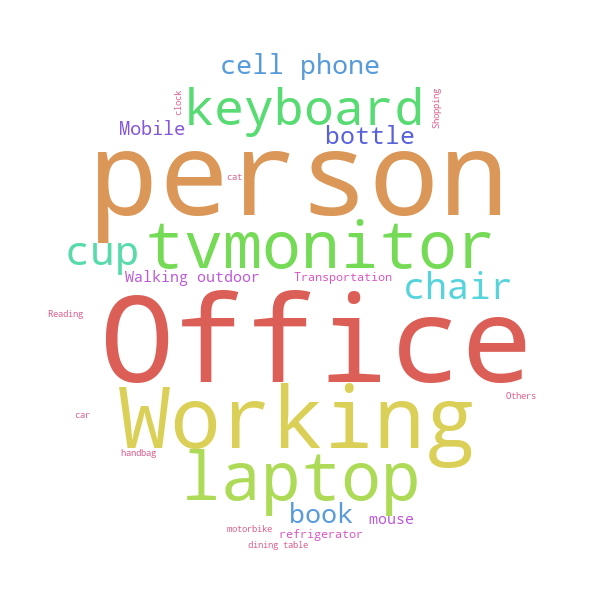 cell phone
clock
keyboard
Shopping
Mobile
bottle
person
cat
cup
tvmonitor
Walking outdoor
Transportation
chair
Office
Reading
Working
Others
car
handbag
laptop
book
mouse
motorbike
refrigerator
dining table